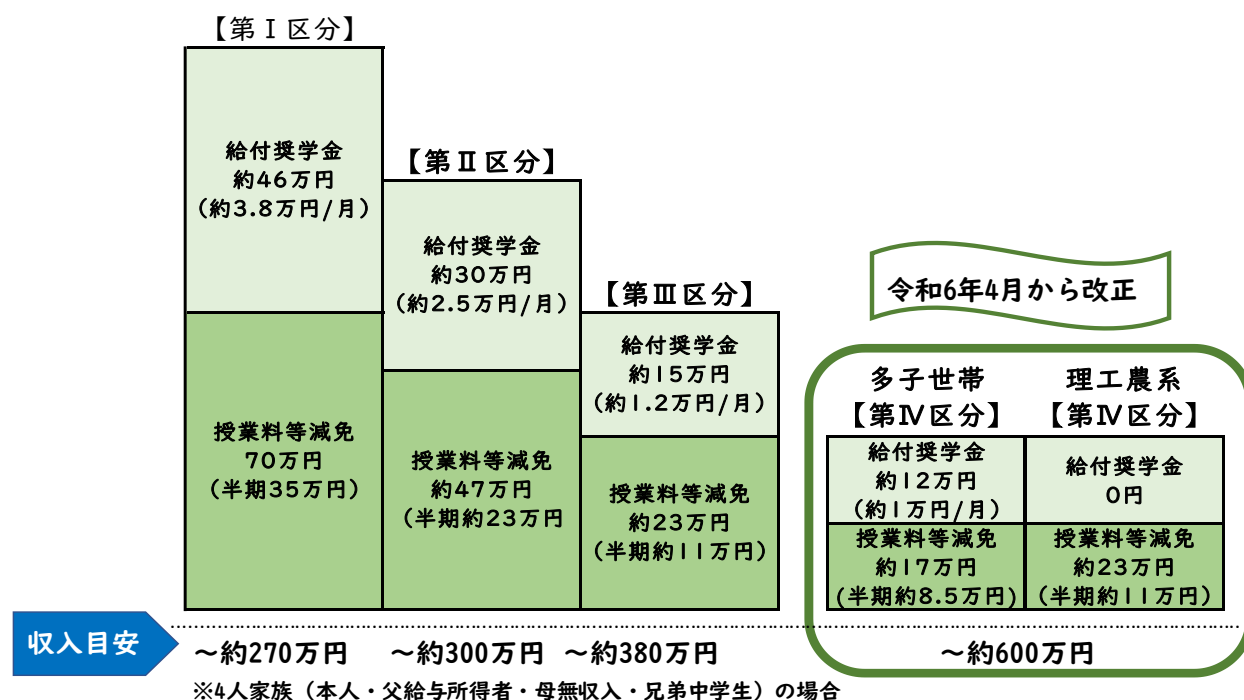 【第Ⅰ区分】
給付奨学金
約46万円
(約3.8万円/月)
授業料等減免
70万円
(半期35万円)
【第Ⅱ区分】
給付奨学金
約30万円
(約2.5万円/月)
授業料等減免
約47万円
(半期約23万円
【第Ⅲ区分】
給付奨学金
約15万円
(約1.2万円/月)
授業料等減免
約23万円
(半期約11万円)
令和6年4月から改正
多子世帯
【第Ⅳ区分】
給付奨学金
約12万円
(約1万円/月)
授業料等減免
約17万円
(半期約8.5万円)
理工農系
【第Ⅳ区分】
給付奨学金
0円
授業料等減免
約23万円
(半期約11万円)
収入目安
～約270万円 ～約300万円 ～約380万円 ～約600万円
※4人家族（本人・父給与所得者・母無収入・兄弟中学生）の場合